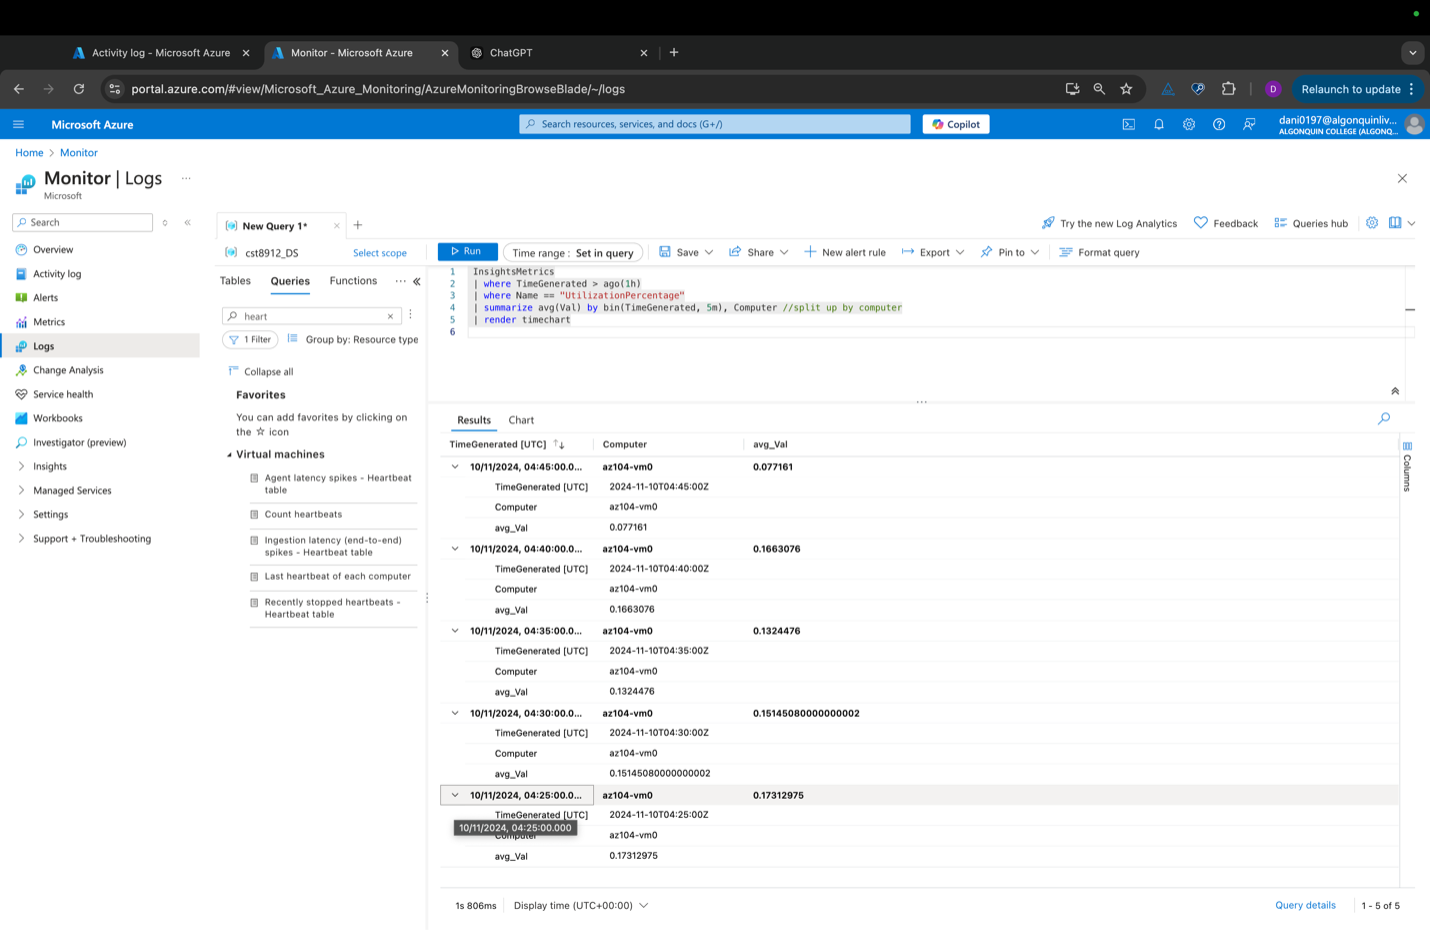 Activity log - Microsoft Azure
Monitor - Microsoft Azure
ChatGPT
portal.azure.com/#view/Microsoft_Azure_Monitoring/AzureMonitoringBrowseBlade/~/logs
D
Relaunch to update
Microsoft Azure
Search resources, services, and docs (G+/)
Copilot
dani0197@algonquinliv...
ALGONQUIN COLLEGE (ALGONQ...
Home > Monitor
Monitor | Logs ...
Microsoft
Search
Overview
Activity log
Alerts
Metrics
Logs
Change Analysis
Service health
Workbooks
Investigator (preview)
Insights
Managed Services
Settings
Support + Troubleshooting
New Query 1*
Try the new Log Analytics
Feedback
Queries hub
cst8912_DS
Select scope
Run
Time range : Set in query
Save
Share
New alert rule
Export
Pin to
Format query
Tables
Queries
Functions
...
heart
1 Filter
Group by: Resource type
Collapse all
Favorites
You can add favorites by clicking on
the ☆ icon
Virtual machines
Agent latency spikes - Heartbeat
table
Count heartbeats
Ingestion latency (end-to-end)
spikes - Heartbeat table
Last heartbeat of each computer
Recently stopped heartbeats -
Heartbeat table
1 InsightsMetrics
2 | where TimeGenerated > ago(1h)
3 | where Name == "UtilizationPercentage"
4 | summarize avg(Val) by bin(TimeGenerated, 5m), Computer //split up by computer
5 | render timechart
6
Results
Chart
TimeGenerated [UTC] Computer avg_Val
10/11/2024, 04:45:00.0... az104-vm0 0.077161
TimeGenerated [UTC] 2024-11-10T04:45:00Z
Computer az104-vm0
avg_Val 0.077161
10/11/2024, 04:40:00.0... az104-vm0 0.1663076
TimeGenerated [UTC] 2024-11-10T04:40:00Z
Computer az104-vm0
avg_Val 0.1663076
10/11/2024, 04:35:00.0... az104-vm0 0.1324476
TimeGenerated [UTC] 2024-11-10T04:35:00Z
Computer az104-vm0
avg_Val 0.1324476
10/11/2024, 04:30:00.0... az104-vm0 0.15145080000000002
TimeGenerated [UTC] 2024-11-10T04:30:00Z
Computer az104-vm0
avg_Val 0.15145080000000002
10/11/2024, 04:25:00.0... az104-vm0 0.17312975
TimeGenerated [UTC] 2024-11-10T04:25:00Z
10/11/2024, 04:25:00.000
Computer az104-vm0
avg_Val 0.17312975
Columns
1s 806ms
Display time (UTC+00:00)
Query details
1 - 5 of 5